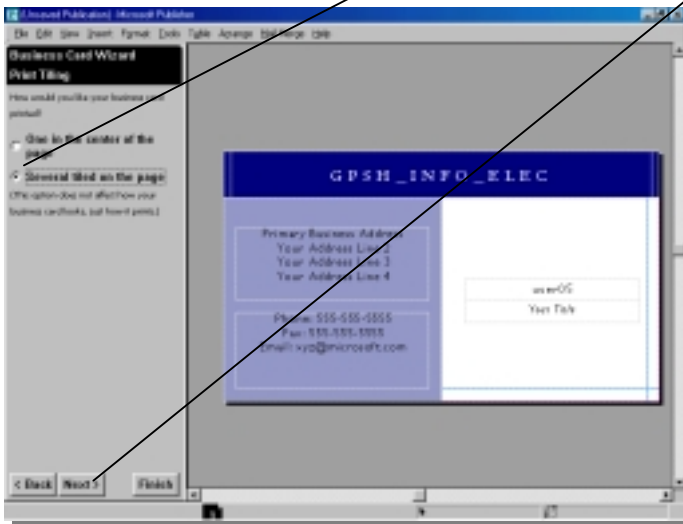 (Unsaved Publication) Microsoft Publisher
File Edit View Insert Format Tools Table Arrange Mail Merge Help
Business Card Wizard
Print Tiling
How would you like your business card
printed?
One in the center of the
page
Several tiled on the page
(This option does not affect how your
business card looks, just how it prints.)
GPSH_INFO_ELEC
Primary Business Address
Your Address Line 2
Your Address Line 3
Your Address Line 4
Phone: 555-555-5555
Fax: 555-555-5555
Email: xyz@microsoft.com
user05
Your Title
< Back Next > Finish